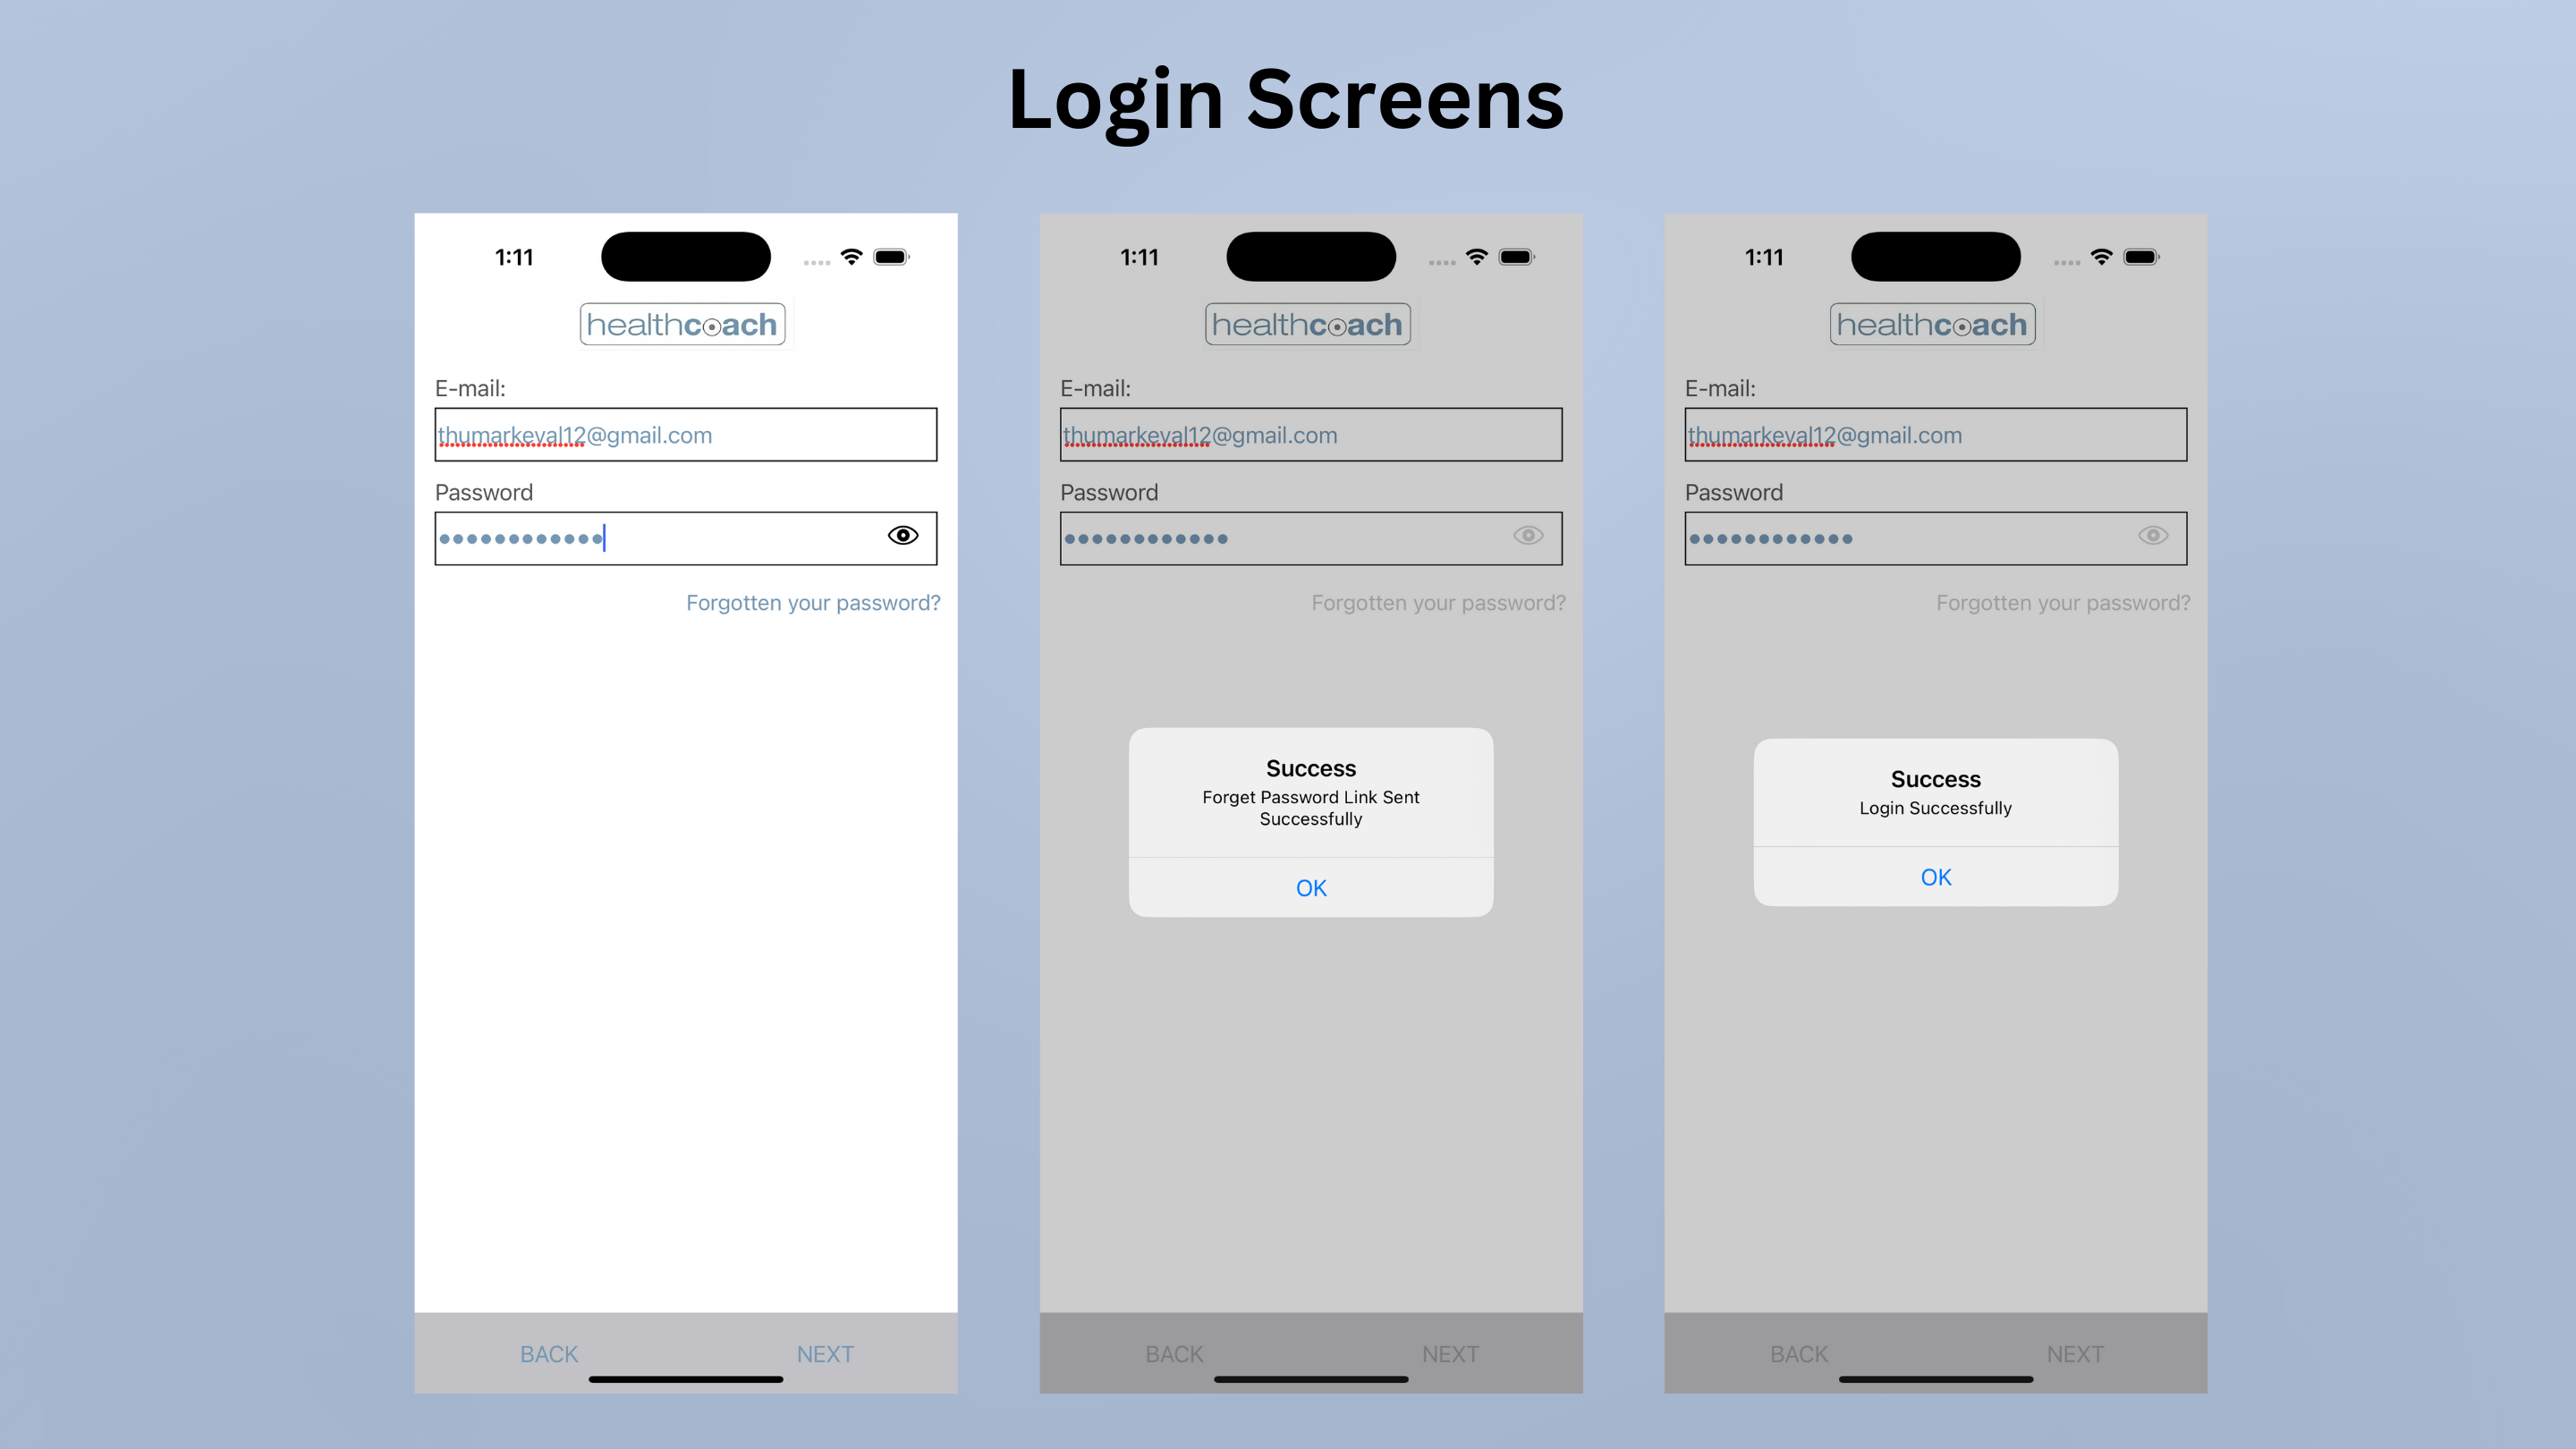 Login Screens
1:11
healthcoach
E-mail:
thumarkeval12@gmail.com
Password
Forgotten your password?
BACK NEXT
1:11
healthcoach
E-mail:
thumarkeval12@gmail.com
Password
Forgotten your password?
Success
Forget Password Link Sent
Successfully
OK
BACK NEXT
1:11
healthcoach
E-mail:
thumarkeval12@gmail.com
Password
Forgotten your password?
Success
Login Successfully
OK
BACK NEXT